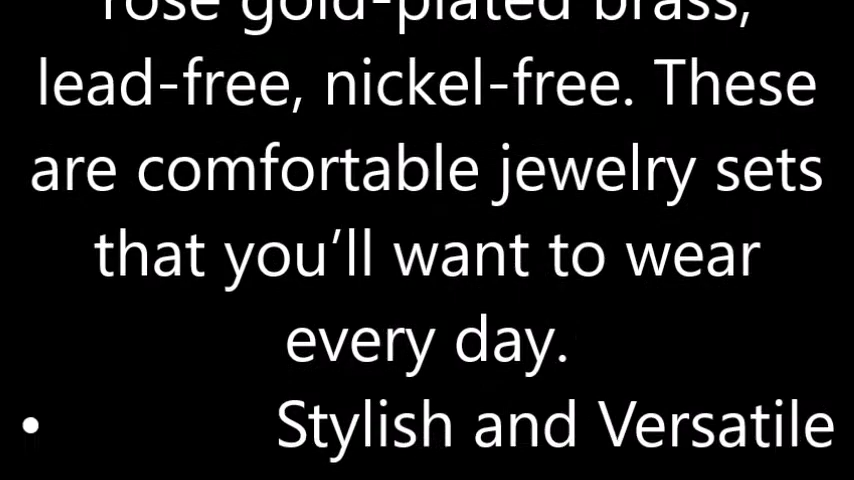 rose gold-plated brass,
lead-free, nickel-free. These
are comfortable jewelry sets
that you’ll want to wear
every day.
• Stylish and Versatile